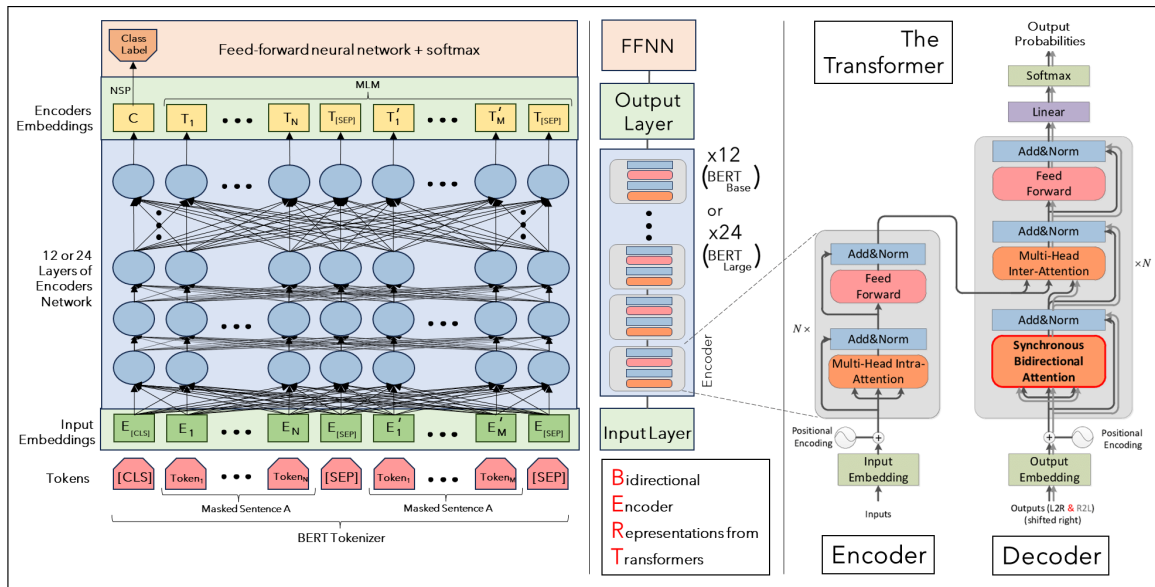 Class
Label
Feed-forward neural network + softmax
NSP
MLM
Encoders
Embeddings
C
T1
• • •
TN
T[SEP]
T1'
• • •
TM'
T[SEP]
12 or 24
Layers of
Encoders
Network
Input
Embeddings
E[CLS]
E1
• • •
EN
E[SEP]
E1'
• • •
EM'
E[SEP]
Tokens
[CLS]
Token1
• • •
TokenN
[SEP]
Token1
• • •
TokenM
[SEP]
Masked Sentence A
Masked Sentence A
BERT Tokenizer
FFNN
Output
Layer
x12
(BERT Base)
or
x24
(BERT Large)
Encoder
Input Layer
Bidirectional
Encoder
Representations from
Transformers
The
Transformer
Add&Norm
Feed
Forward
N ×
Add&Norm
Multi-Head Intra-
Attention
Positional
Encoding
+
Input
Embedding
Inputs
Encoder
Output
Probabilities
Softmax
Linear
Add&Norm
Feed
Forward
Add&Norm
Multi-Head
Inter-Attention
×N
Add&Norm
Synchronous
Bidirectional
Attention
+
Positional
Encoding
Output
Embedding
Outputs (L2R & R2L)
(shifted right)
Decoder